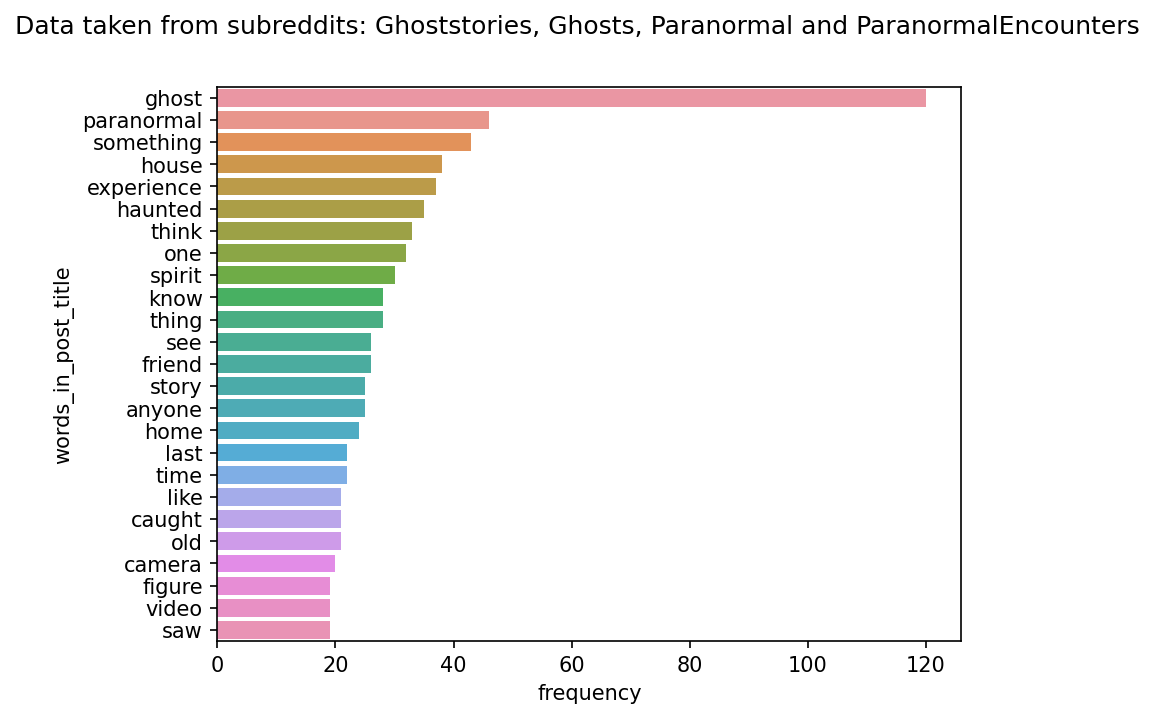 Data taken from subreddits: Ghoststories, Ghosts, Paranormal and ParanormalEncounters
words_in_post_title
ghost
paranormal
something
house
experience
haunted
think
one
spirit
know
thing
see
friend
story
anyone
home
last
time
like
caught
old
camera
figure
video
saw
0 20 40 60 80 100 120
frequency